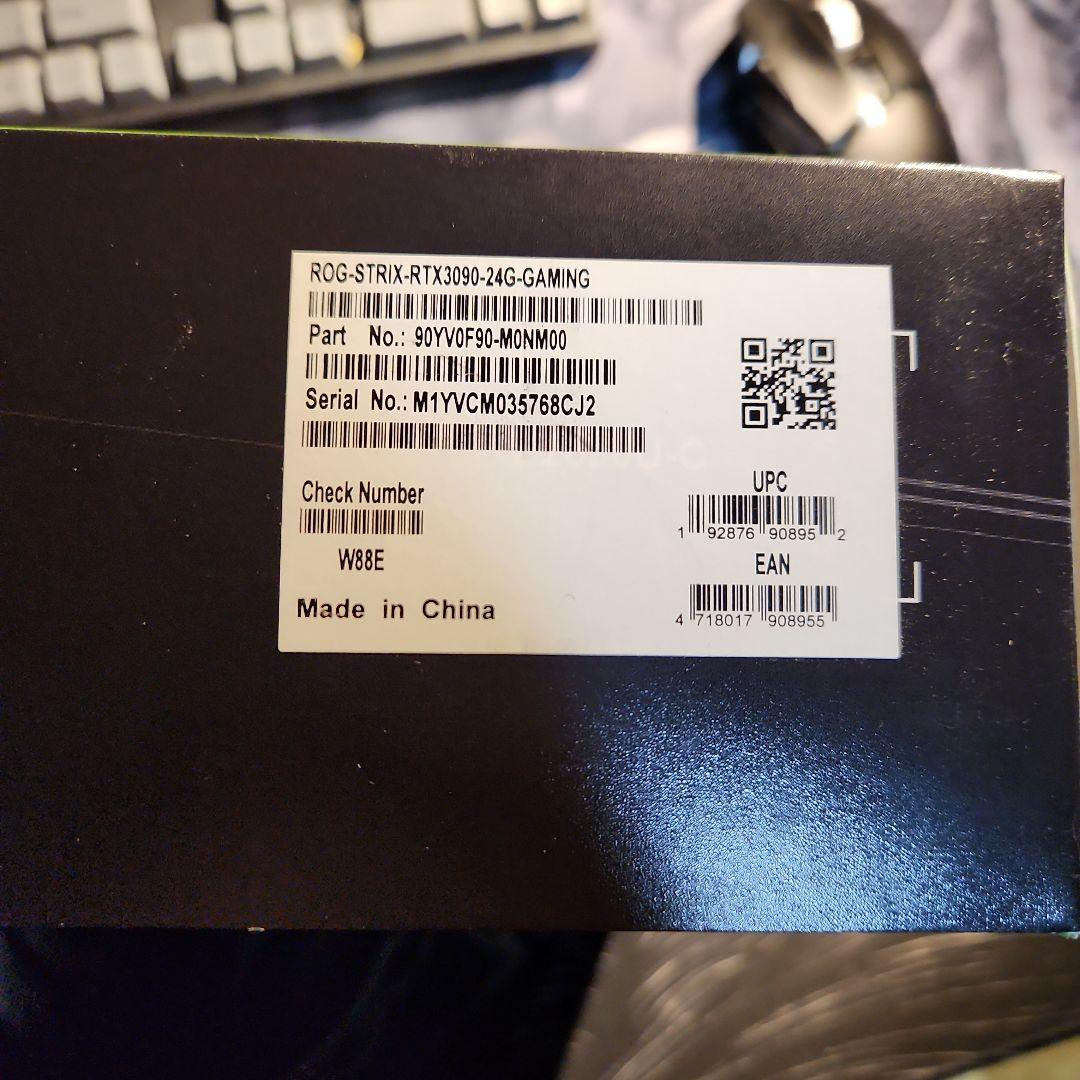 ROG-STRIX-RTX3090-24G-GAMING
Part No.: 90YV0F90-M0NM00
Serial No.: M1YVCM035768CJ2
Check Number
W88E
Made in China
UPC
1 92876 90895 2
EAN
4 718017 908955